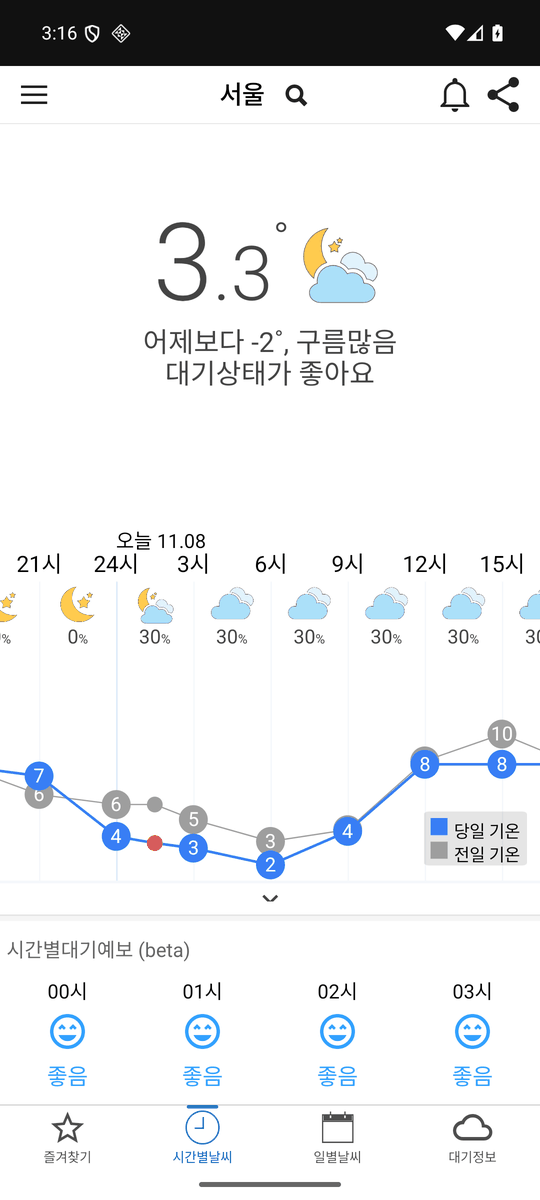 3:16
서울
3.3°
어제보다 -2°, 구름많음
대기상태가 좋아요
오늘 11.08
21시 24시 3시 6시 9시 12시 15시
% 0% 30% 30% 30% 30% 30% 30
10
7 8 8
6 6
5
4 4
3 3
2
당일 기온
전일 기온
시간별대기예보 (beta)
00시 01시 02시 03시
좋음 좋음 좋음 좋음
즐겨찾기 시간별날씨 일별날씨 대기정보